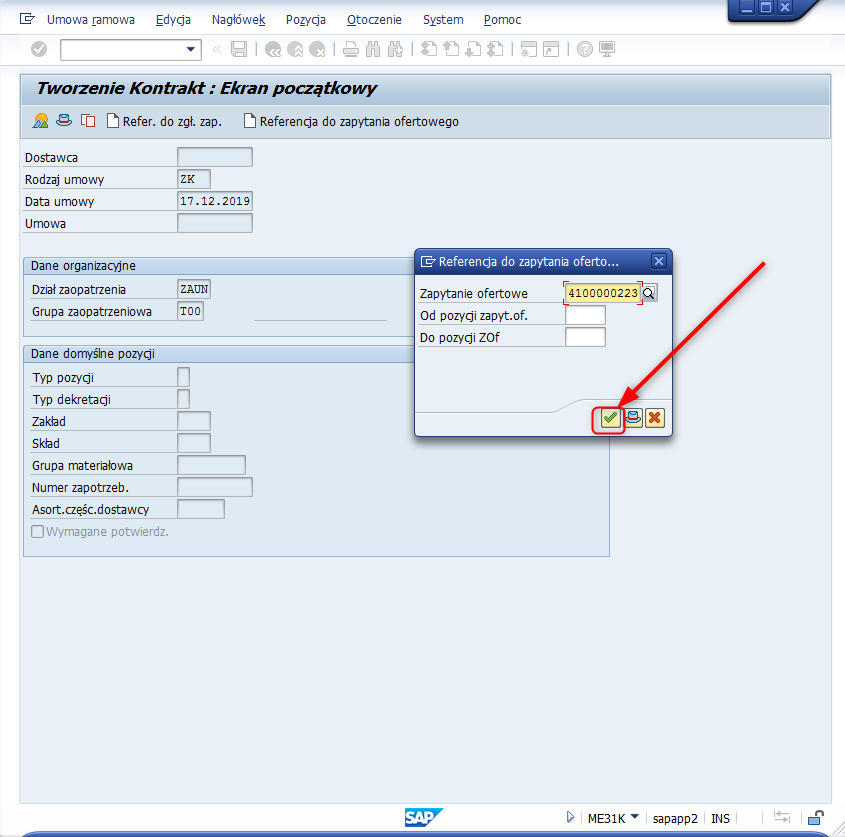 Umowa ramowa Edycja Nagłówek Pozycja Otoczenie System Pomoc
Tworzenie Kontrakt : Ekran początkowy
Refer. do zgł. zap. Referencja do zapytania ofertowego
Dostawca
Rodzaj umowy ZK
Data umowy 17.12.2019
Umowa
Dane organizacyjne
Dział zaopatrzenia ZAUN
Grupa zaopatrzeniowa T00
Referencja do zapytania oferto...
Zapytanie ofertowe 4100000223
Od pozycji zapyt.of.
Do pozycji ZOf
Dane domyślne pozycji
Typ pozycji
Typ dekretacji
Zakład
Skład
Grupa materiałowa
Numer zapotrzeb.
Asort.częśc.dostawcy
Wymagane potwierdz.
SAP ME31K sapapp2 INS